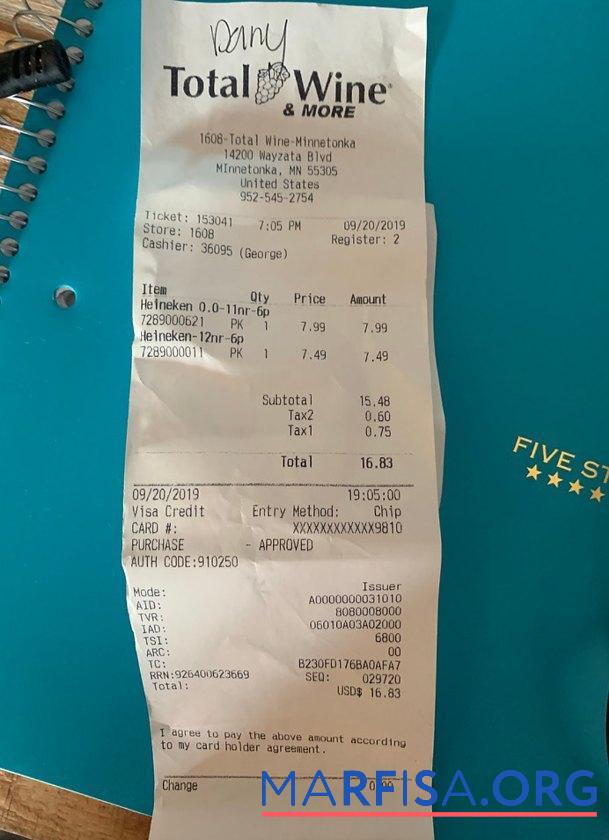 Dany
Total Wine
& MORE
1608-Total Wine-Minnetonka
14200 Wayzata Blvd
MInnetonka, MN 55305
United States
952-545-2754
Ticket: 153041 7:05 PM 09/20/2019
Store: 1608 Register: 2
Cashier: 36095 (George)
Item Qty Price Amount
Heineken 0.0-11nr-6p
7289000621 PK 1 7.99 7.99
Heineken-12nr-6p
7289000011 PK 1 7.49 7.49
Subtotal 15.48
Tax2 0.60
Tax1 0.75
Total 16.83
09/20/2019 19:05:00
Visa Credit Entry Method: Chip
CARD #: XXXXXXXXXXXX9810
PURCHASE - APPROVED
AUTH CODE:910250
Mode: Issuer
AID: A0000000031010
TVR: 8080008000
IAD: 06010A03A02000
TSI: 6800
ARC: 00
TC: B230FD176BA0AFA7
RRN:926400623669 SEQ: 029720
Total: USD$ 16.83
I agree to pay the above amount according
to my card holder agreement.
Change
FIVE ST
MARFISA.ORG